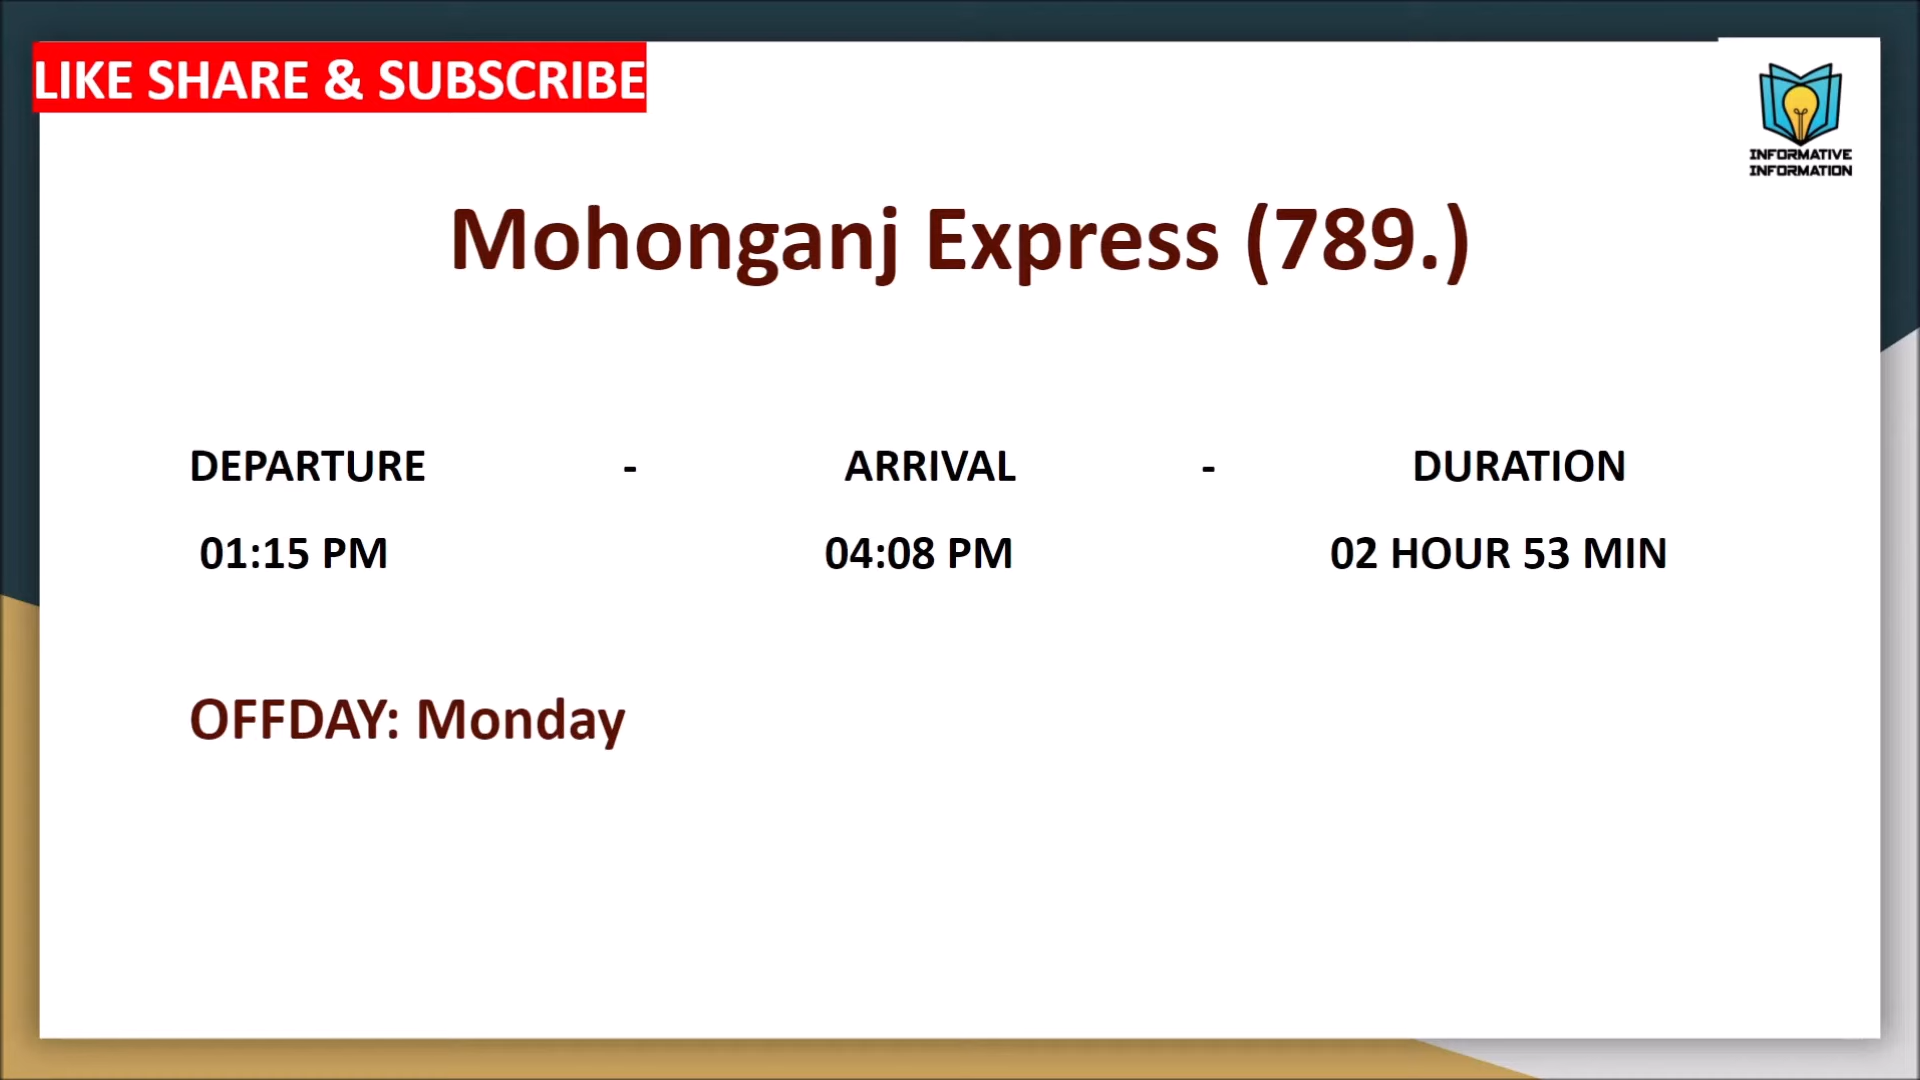 LIKE SHARE & SUBSCRIBE
INFORMATIVE
INFORMATION
Mohonganj Express (789.)
DEPARTURE - ARRIVAL - DURATION
01:15 PM 04:08 PM 02 HOUR 53 MIN
OFFDAY: Monday